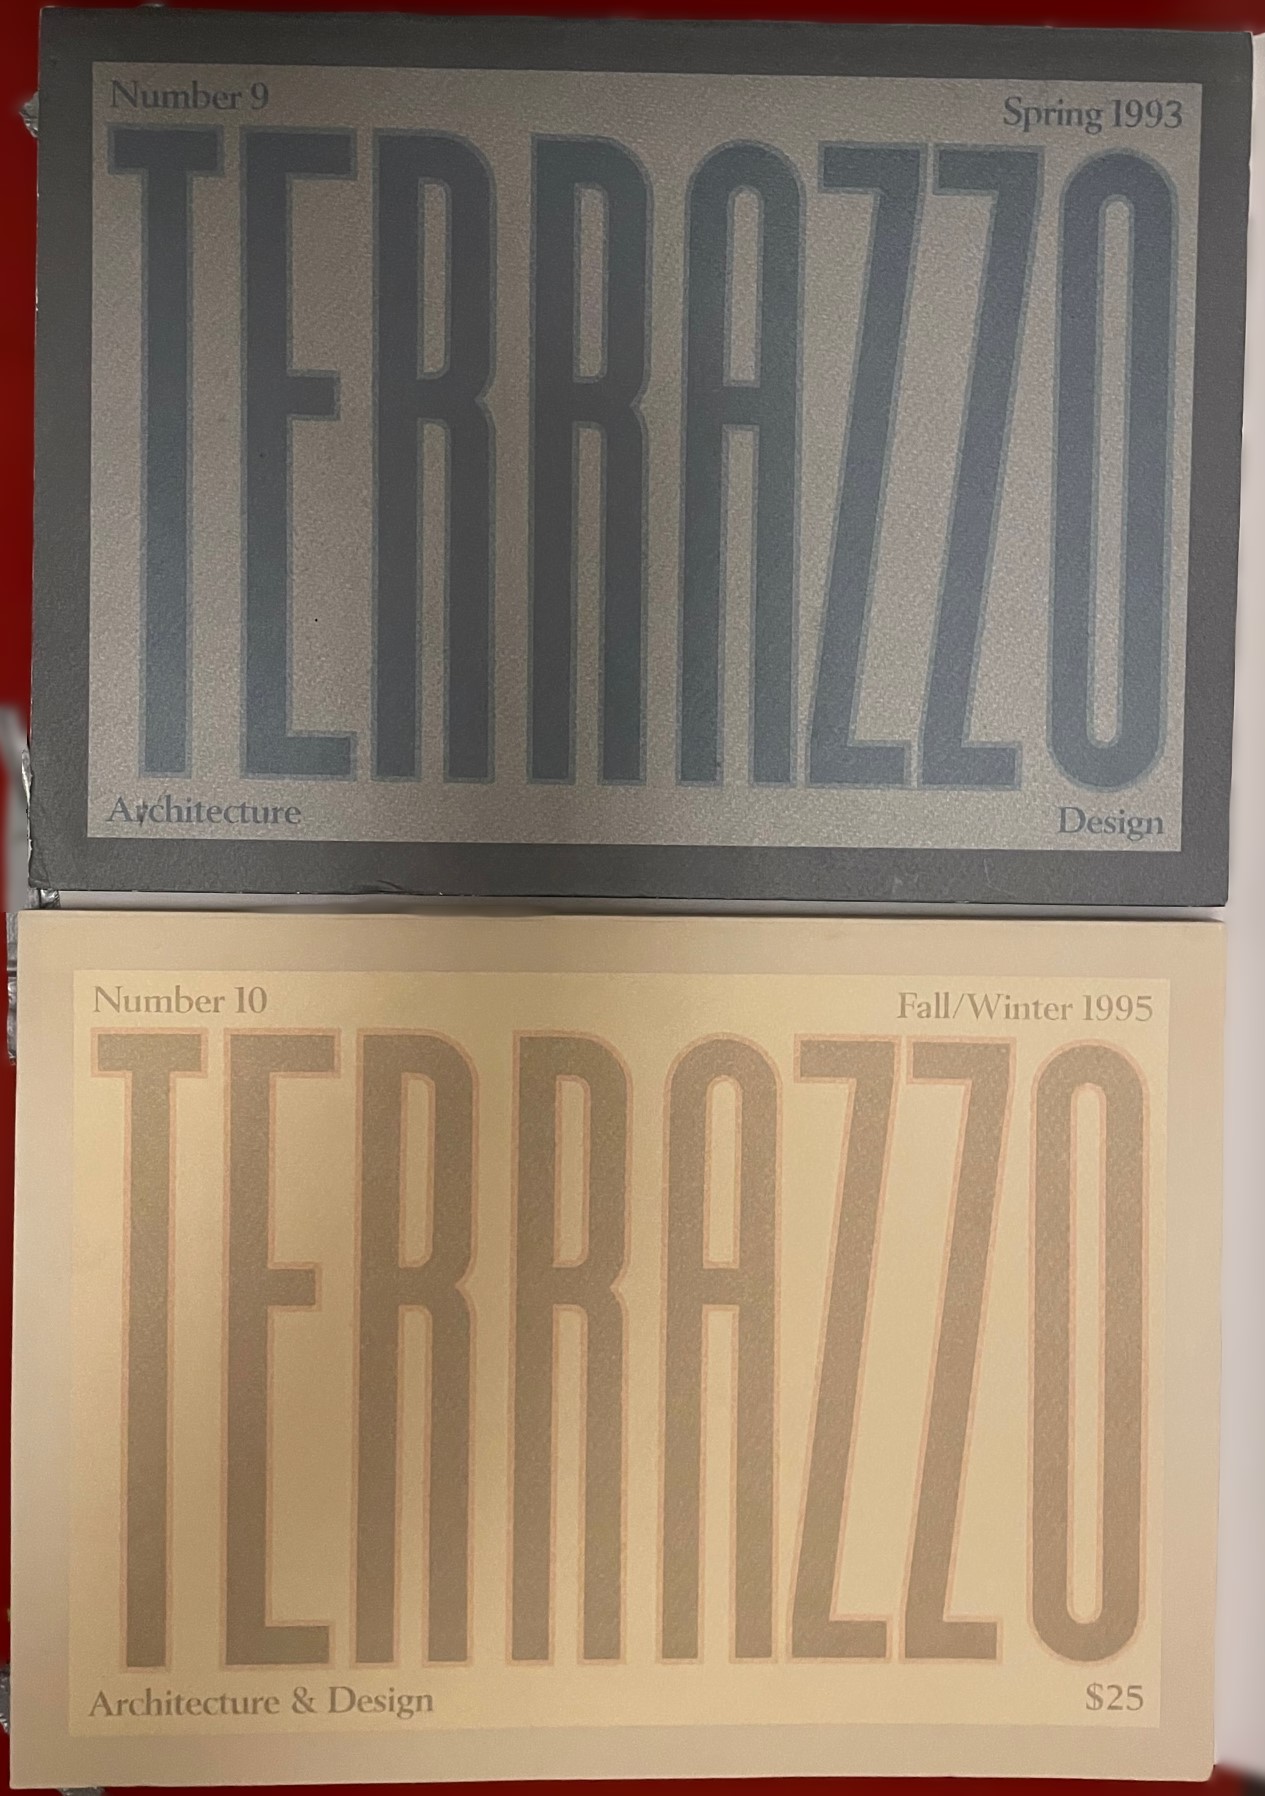 Number 9
Spring 1993
TERRAZZO
Architecture
Design
Number 10
Fall/Winter 1995
TERRAZZO
Architecture & Design
$25